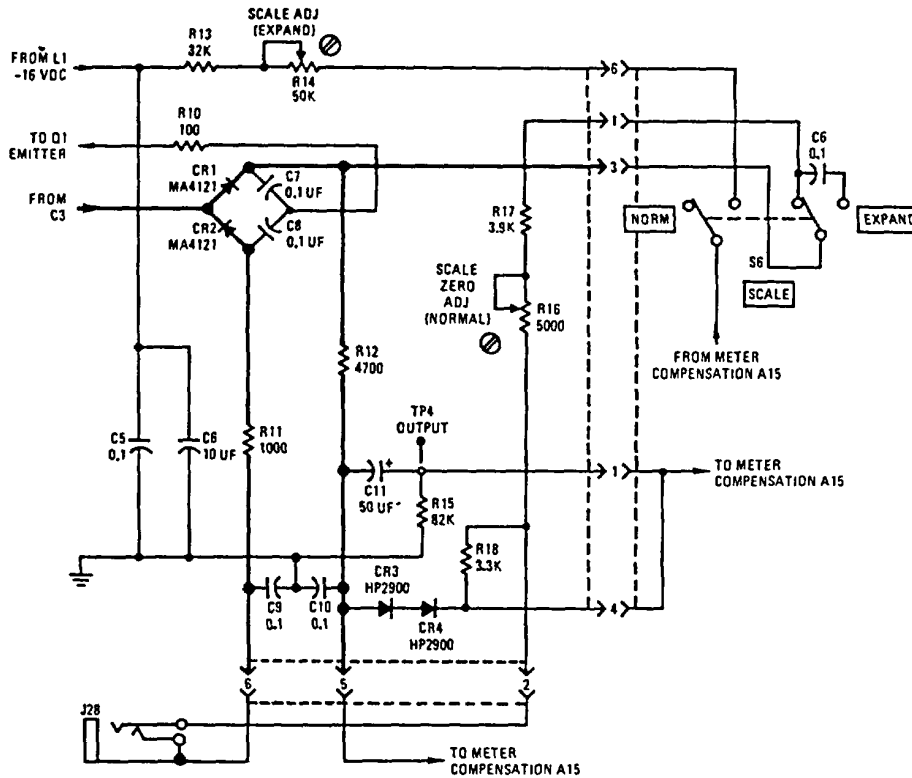 SCALE ADJ
(EXPAND)
R13
32K
FROM L1
-16 VDC
R14
50K
6
R10
100
TO Q1
EMITTER
1
C6
0.1
CR1
MA4121
C7
0.1UF
3
FROM
C3
CR2
MA4121
C8
0.1UF
R17
3.9K
NORM
EXPAND
S6
SCALE
SCALE
ZERO
ADJ
(NORMAL)
R16
5000
FROM METER
COMPENSATION A15
R12
4700
TP4
OUTPUT
C5
0.1
C6
10 UF
R11
1000
+
C11
50 UF
R15
82K
1
TO METER
COMPENSATION A15
R18
3.3K
C9
0.1
C10
0.1
CR3
HP2900
CR4
HP2900
4
6
5
2
J28
TO METER
COMPENSATION A15